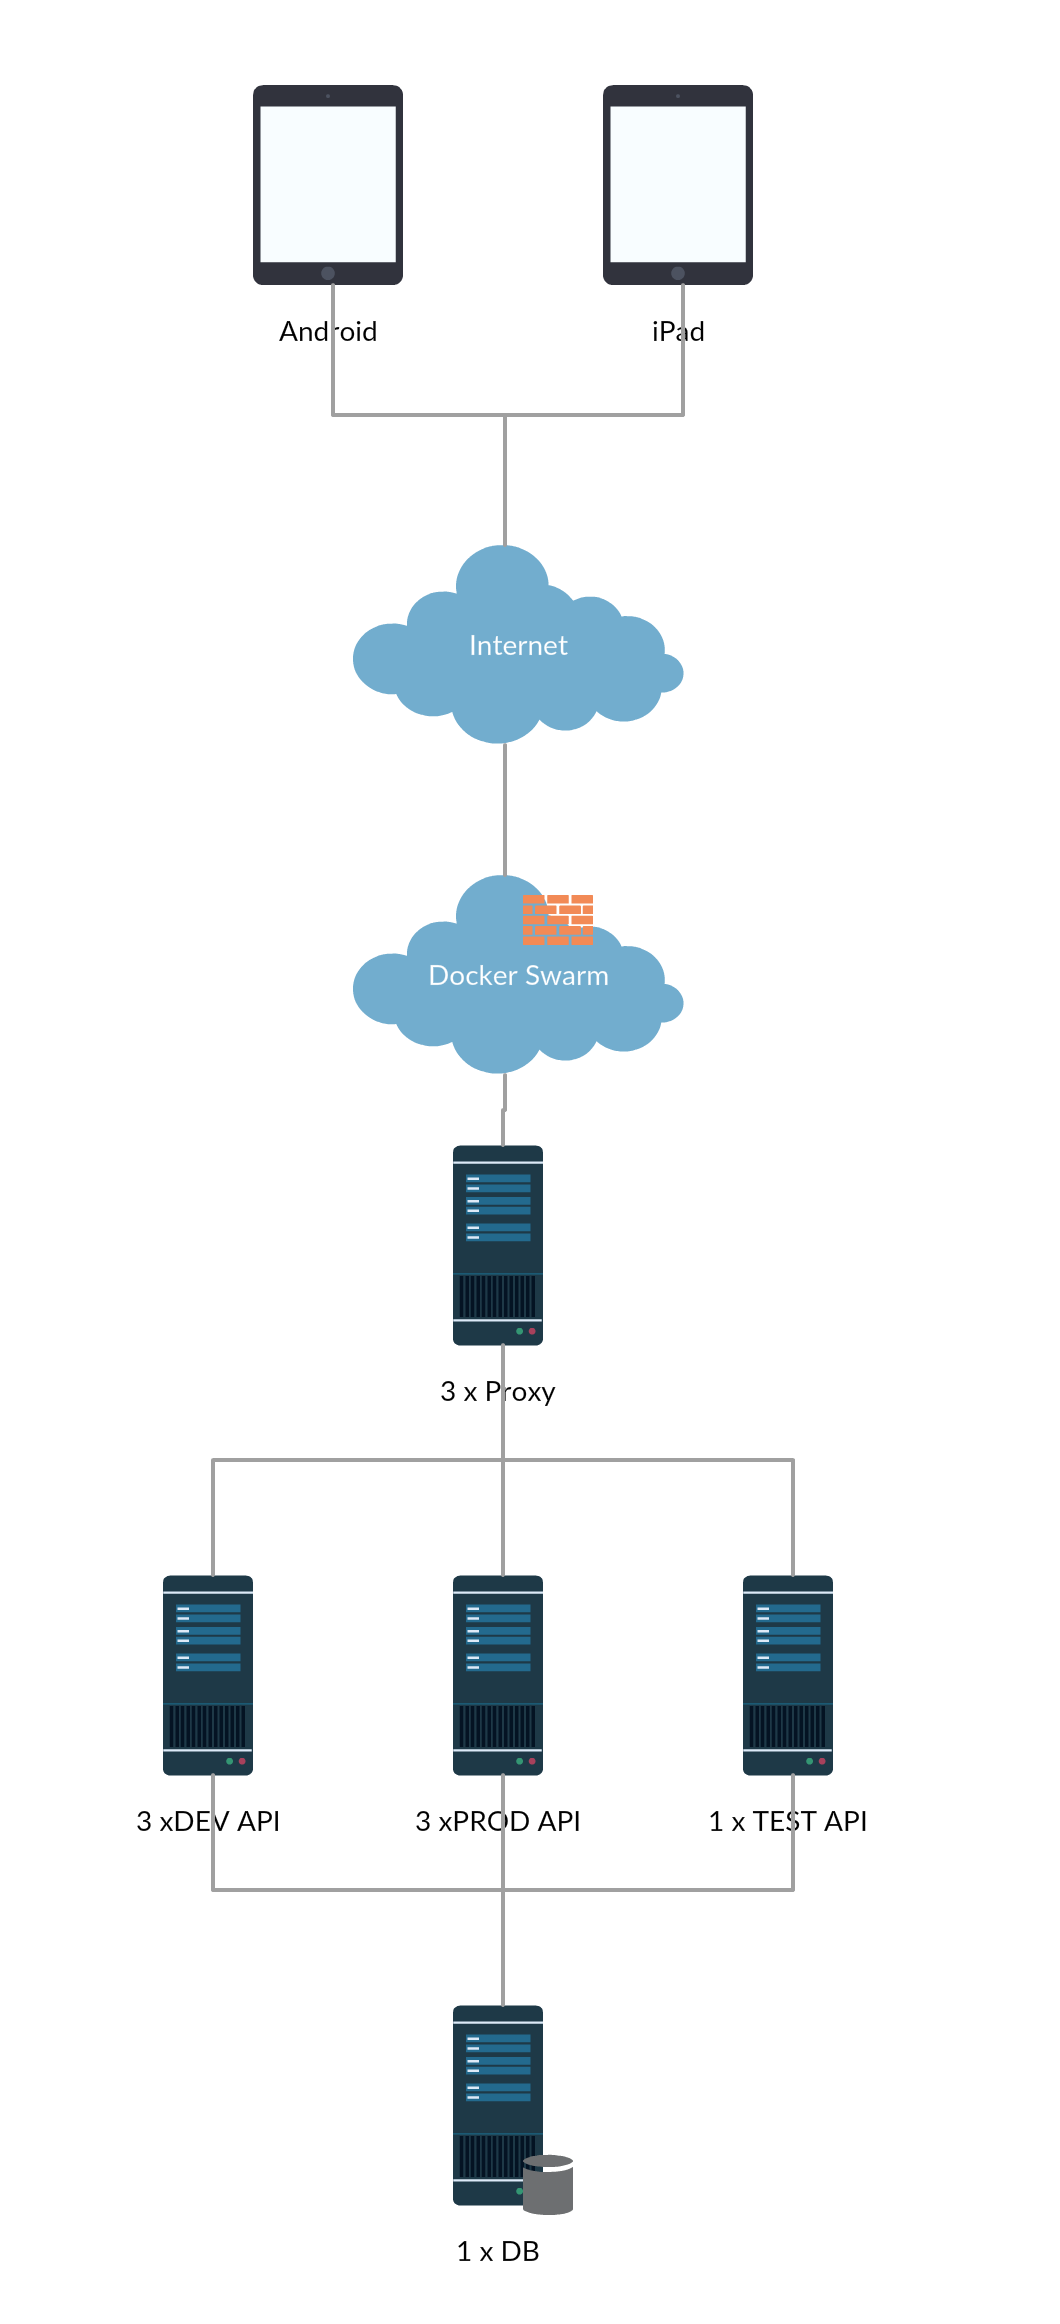 Android
iPad
Internet
Docker Swarm
3 x Proxy
3 xDEV API
3 xPROD API
1 x TEST API
1 x DB